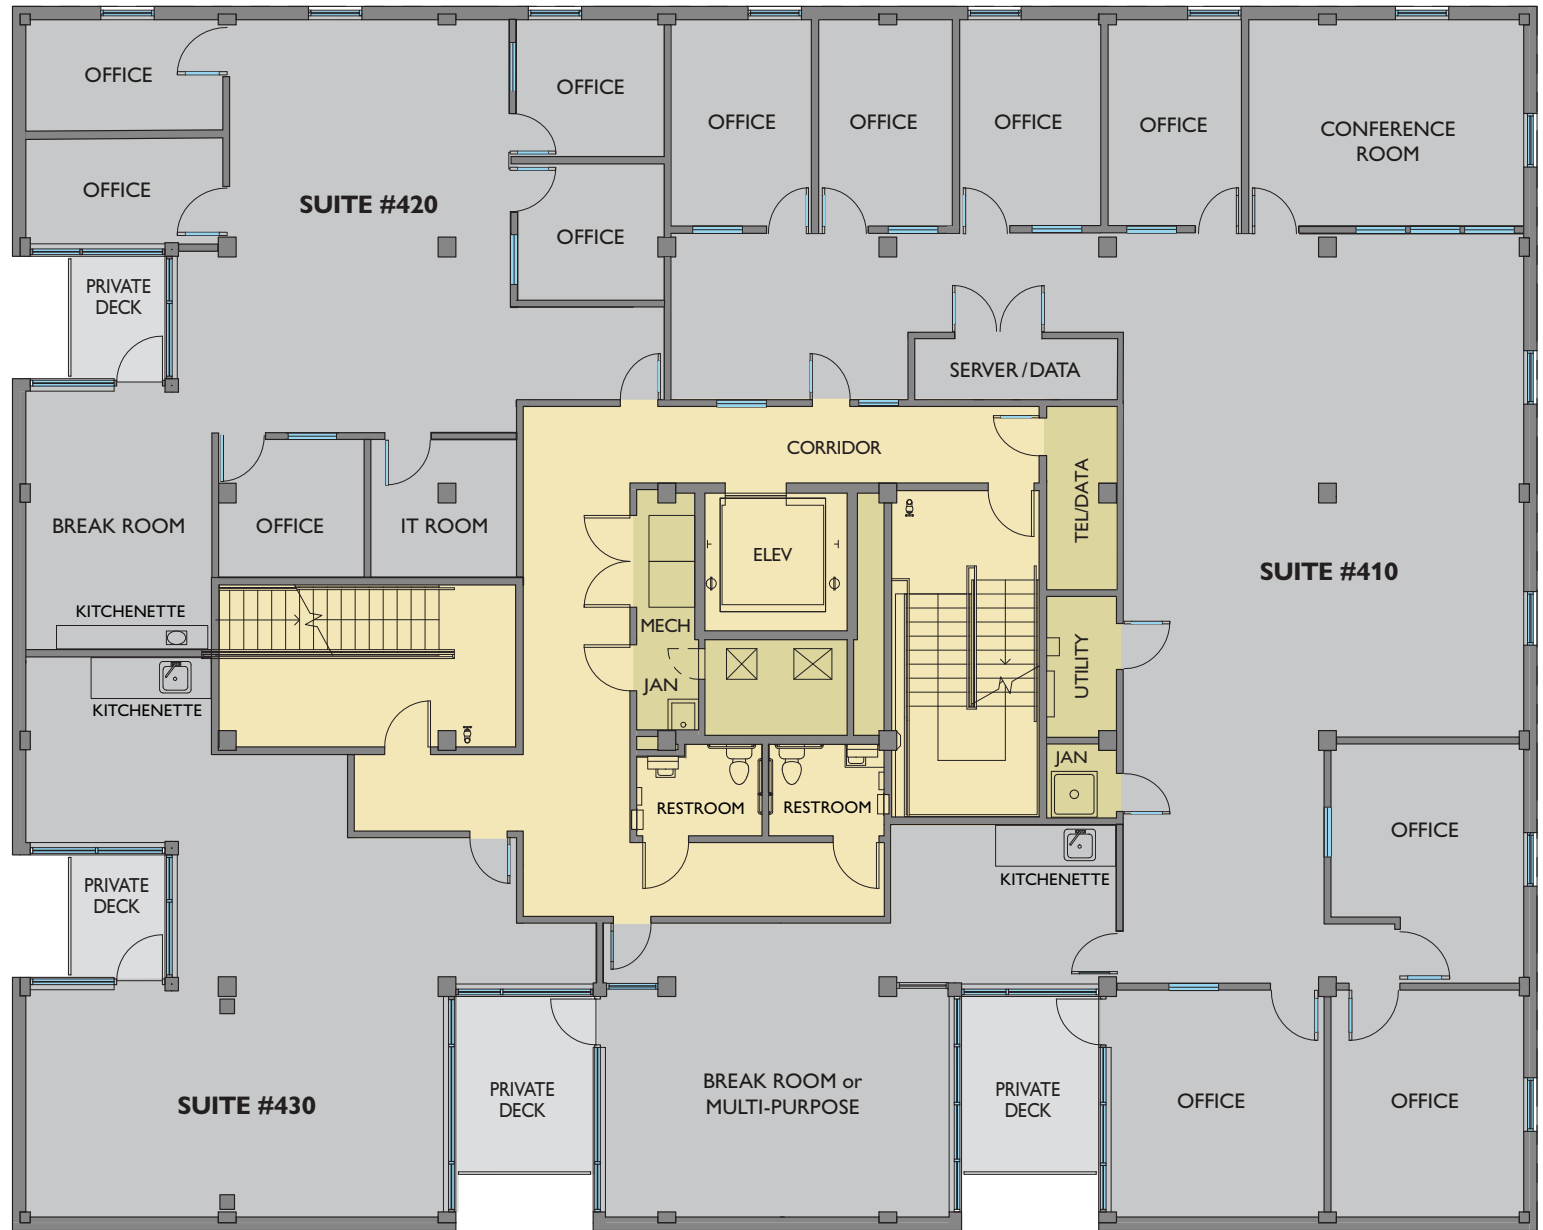 OFFICE
OFFICE
OFFICE
OFFICE
OFFICE
OFFICE
CONFERENCE
ROOM
OFFICE
SUITE #420
OFFICE
PRIVATE
DECK
SERVER / DATA
CORRIDOR
TEL/DATA
BREAK ROOM
OFFICE
IT ROOM
ELEV
SUITE #410
KITCHENETTE
MECH
UTILITY
JAN
KITCHENETTE
JAN
RESTROOM
RESTROOM
OFFICE
KITCHENETTE
PRIVATE
DECK
SUITE #430
PRIVATE
DECK
BREAK ROOM or
MULTI-PURPOSE
PRIVATE
DECK
OFFICE
OFFICE